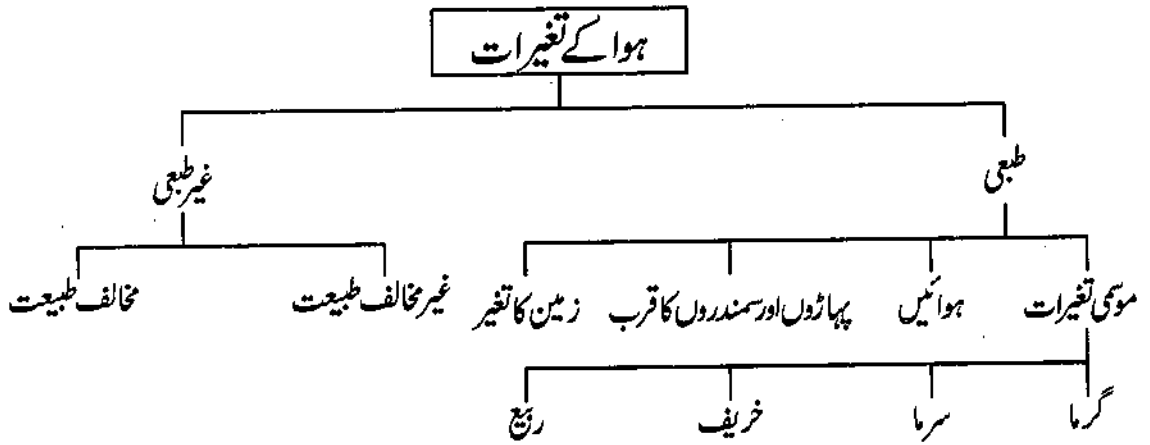 ہوا کے تغیرات
طبعی
غیر طبعی
موسمی تغیرات
ہوائیں
پہاڑوں اور سمندروں کا قرب
زمین کا تغیر
غیر مخالف طبیعت
مخالف طبیعت
گرما
سرما
خریف
ربیع